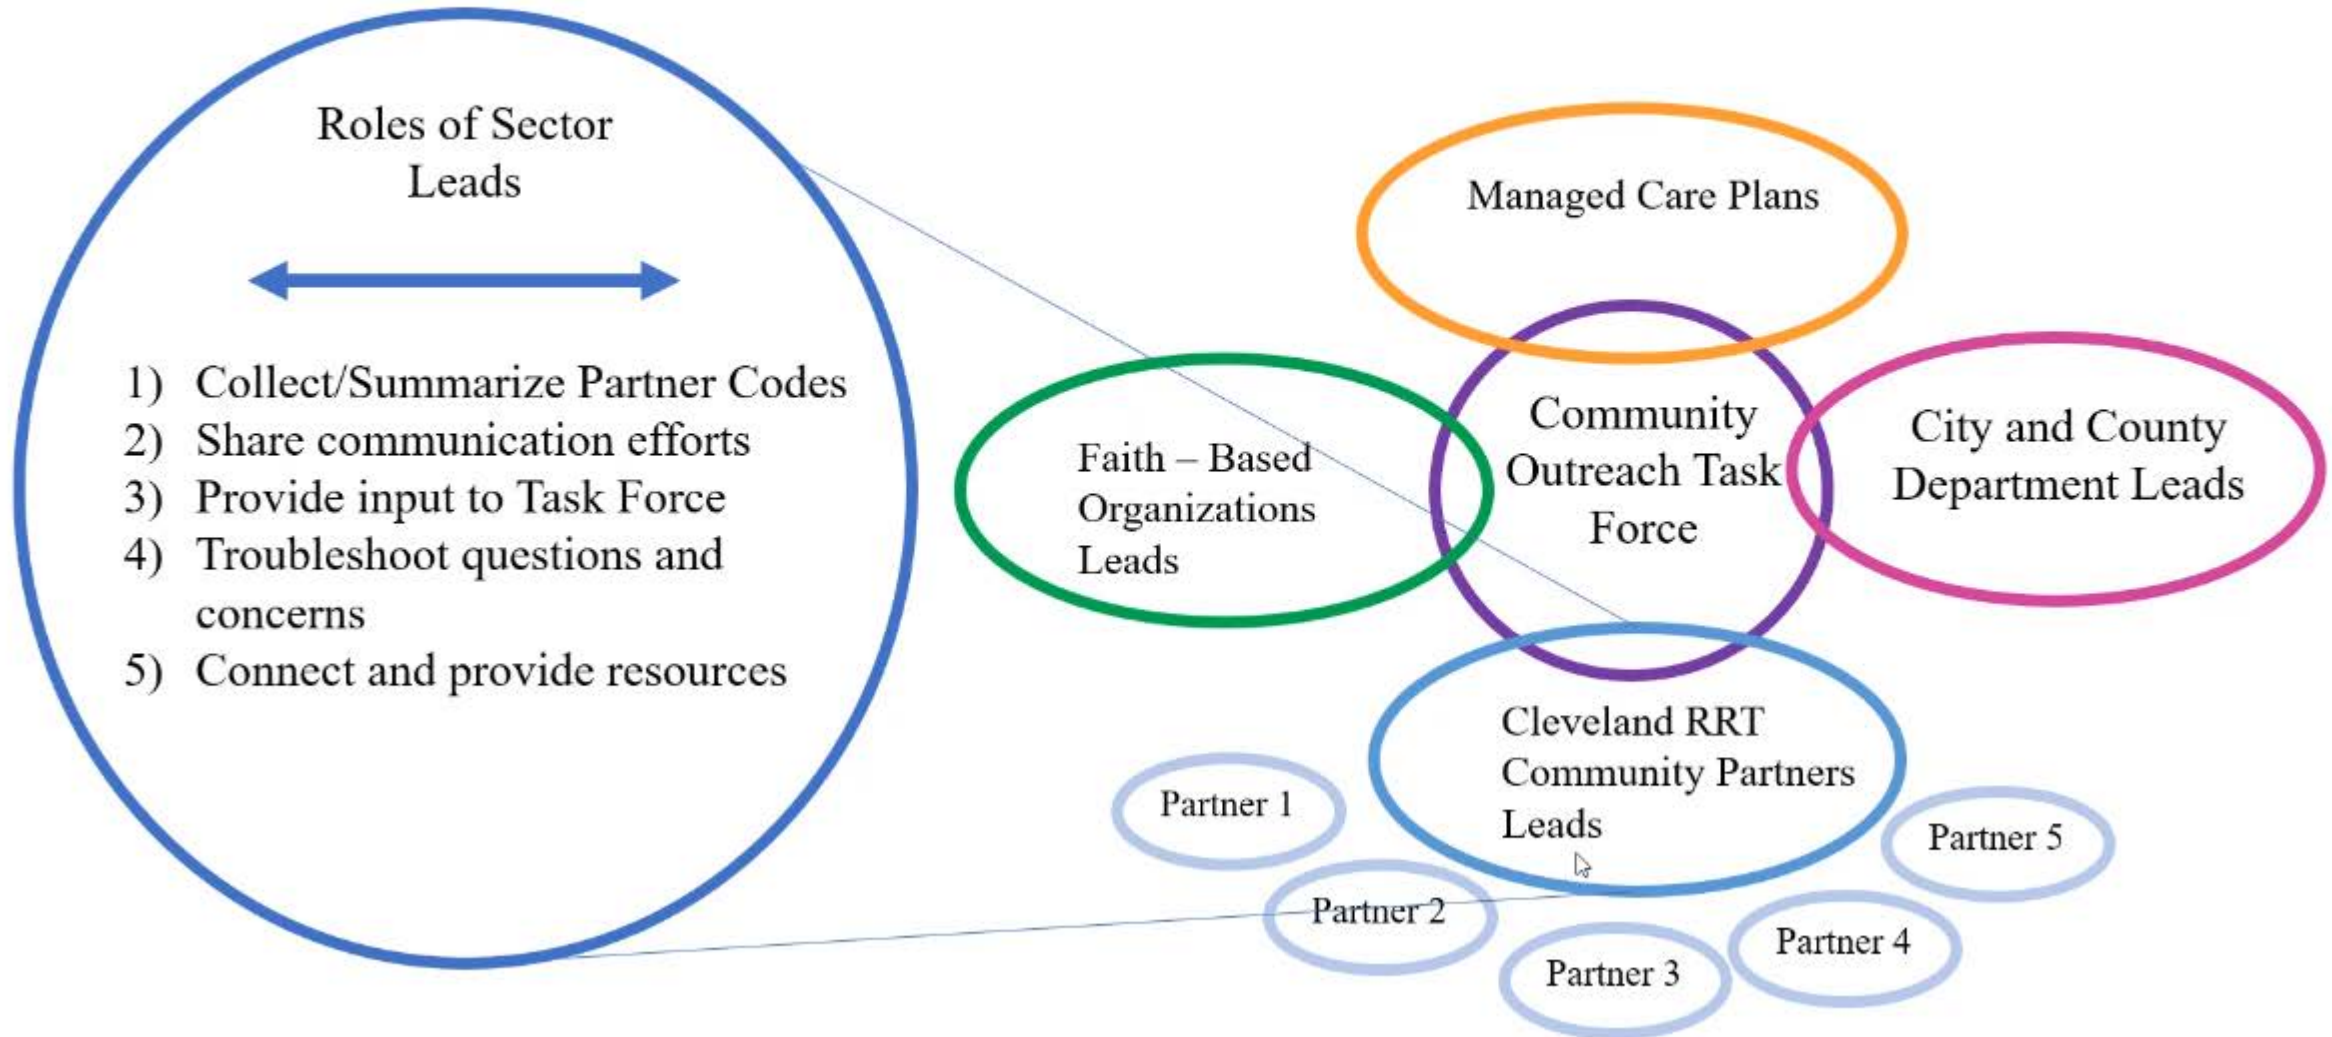 Roles of Sector
Leads
1) Collect/Summarize Partner Codes
2) Share communication efforts
3) Provide input to Task Force
4) Troubleshoot questions and
concerns
5) Connect and provide resources
Managed Care Plans
Faith – Based
Organizations
Leads
Community
Outreach Task
Force
City and County
Department Leads
Cleveland RRT
Community Partners
Leads
Partner 1
Partner 2
Partner 3
Partner 4
Partner 5